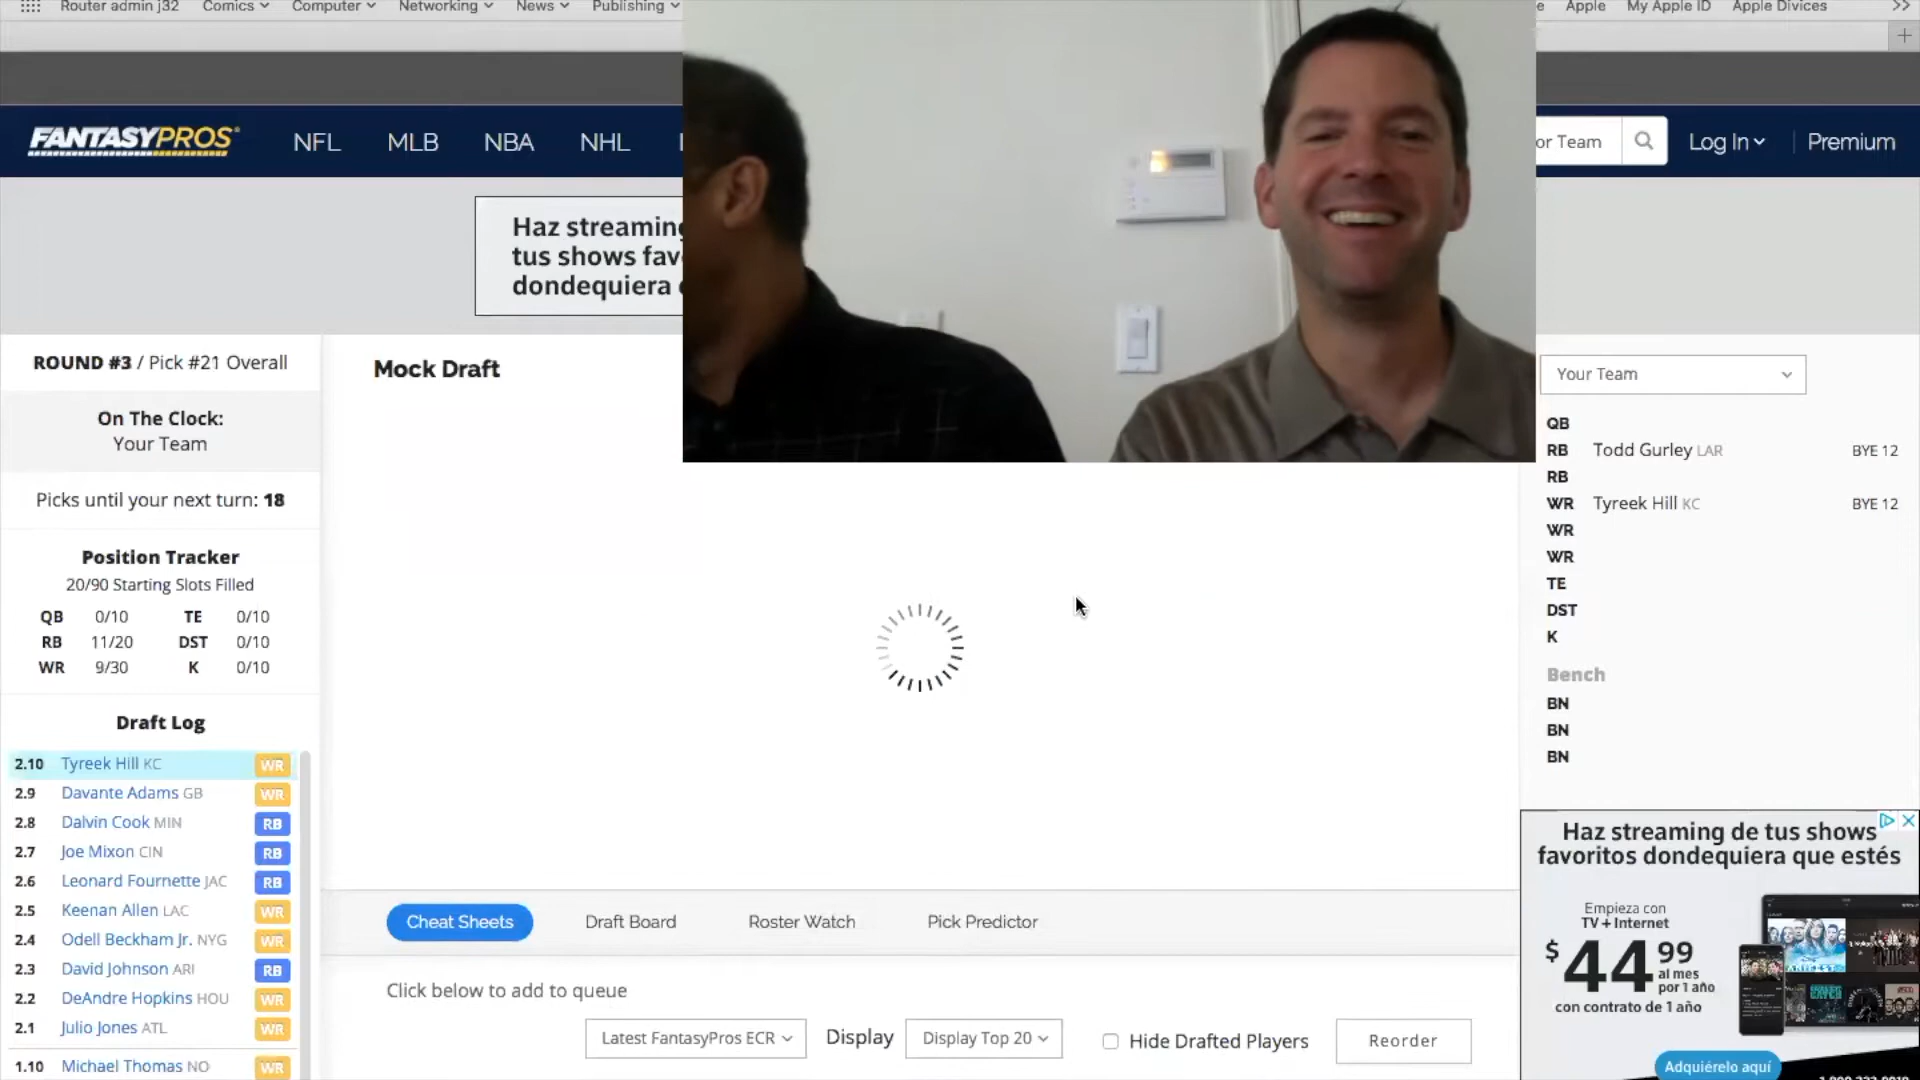 Router admin j32 Comics Computer Networking News Publishing
Apple My Apple ID Apple Divices
FANTASYPROS NFL MLB NBA NHL
or Team Log In Premium
Haz streaming
tus shows fav
dondequiera
ROUND #3 / Pick #21 Overall
On The Clock:
Your Team
Picks until your next turn: 18
Position Tracker
20/90 Starting Slots Filled
QB 0/10 TE 0/10
RB 11/20 DST 0/10
WR 9/30 K 0/10
Draft Log
2.10 Tyreek Hill KC WR
2.9 Davante Adams GB WR
2.8 Dalvin Cook MIN RB
2.7 Joe Mixon CIN RB
2.6 Leonard Fournette JAC RB
2.5 Keenan Allen LAC WR
2.4 Odell Beckham Jr. NYG WR
2.3 David Johnson ARI RB
2.2 DeAndre Hopkins HOU WR
2.1 Julio Jones ATL WR
1.10 Michael Thomas NO WR
Mock Draft
Cheat Sheets Draft Board Roster Watch Pick Predictor
Click below to add to queue
Latest FantasyPros ECR Display Display Top 20 Hide Drafted Players Reorder
Your Team
QB
RB Todd Gurley LAR BYE 12
RB
WR Tyreek Hill KC BYE 12
WR
WR
TE
DST
K
Bench
BN
BN
BN
Haz streaming de tus shows
favoritos dondequiera que estés
Empieza con
TV + Internet
$44 99
al mes
por 1 año
con contrato de 1 año
Adquiérelo aquí